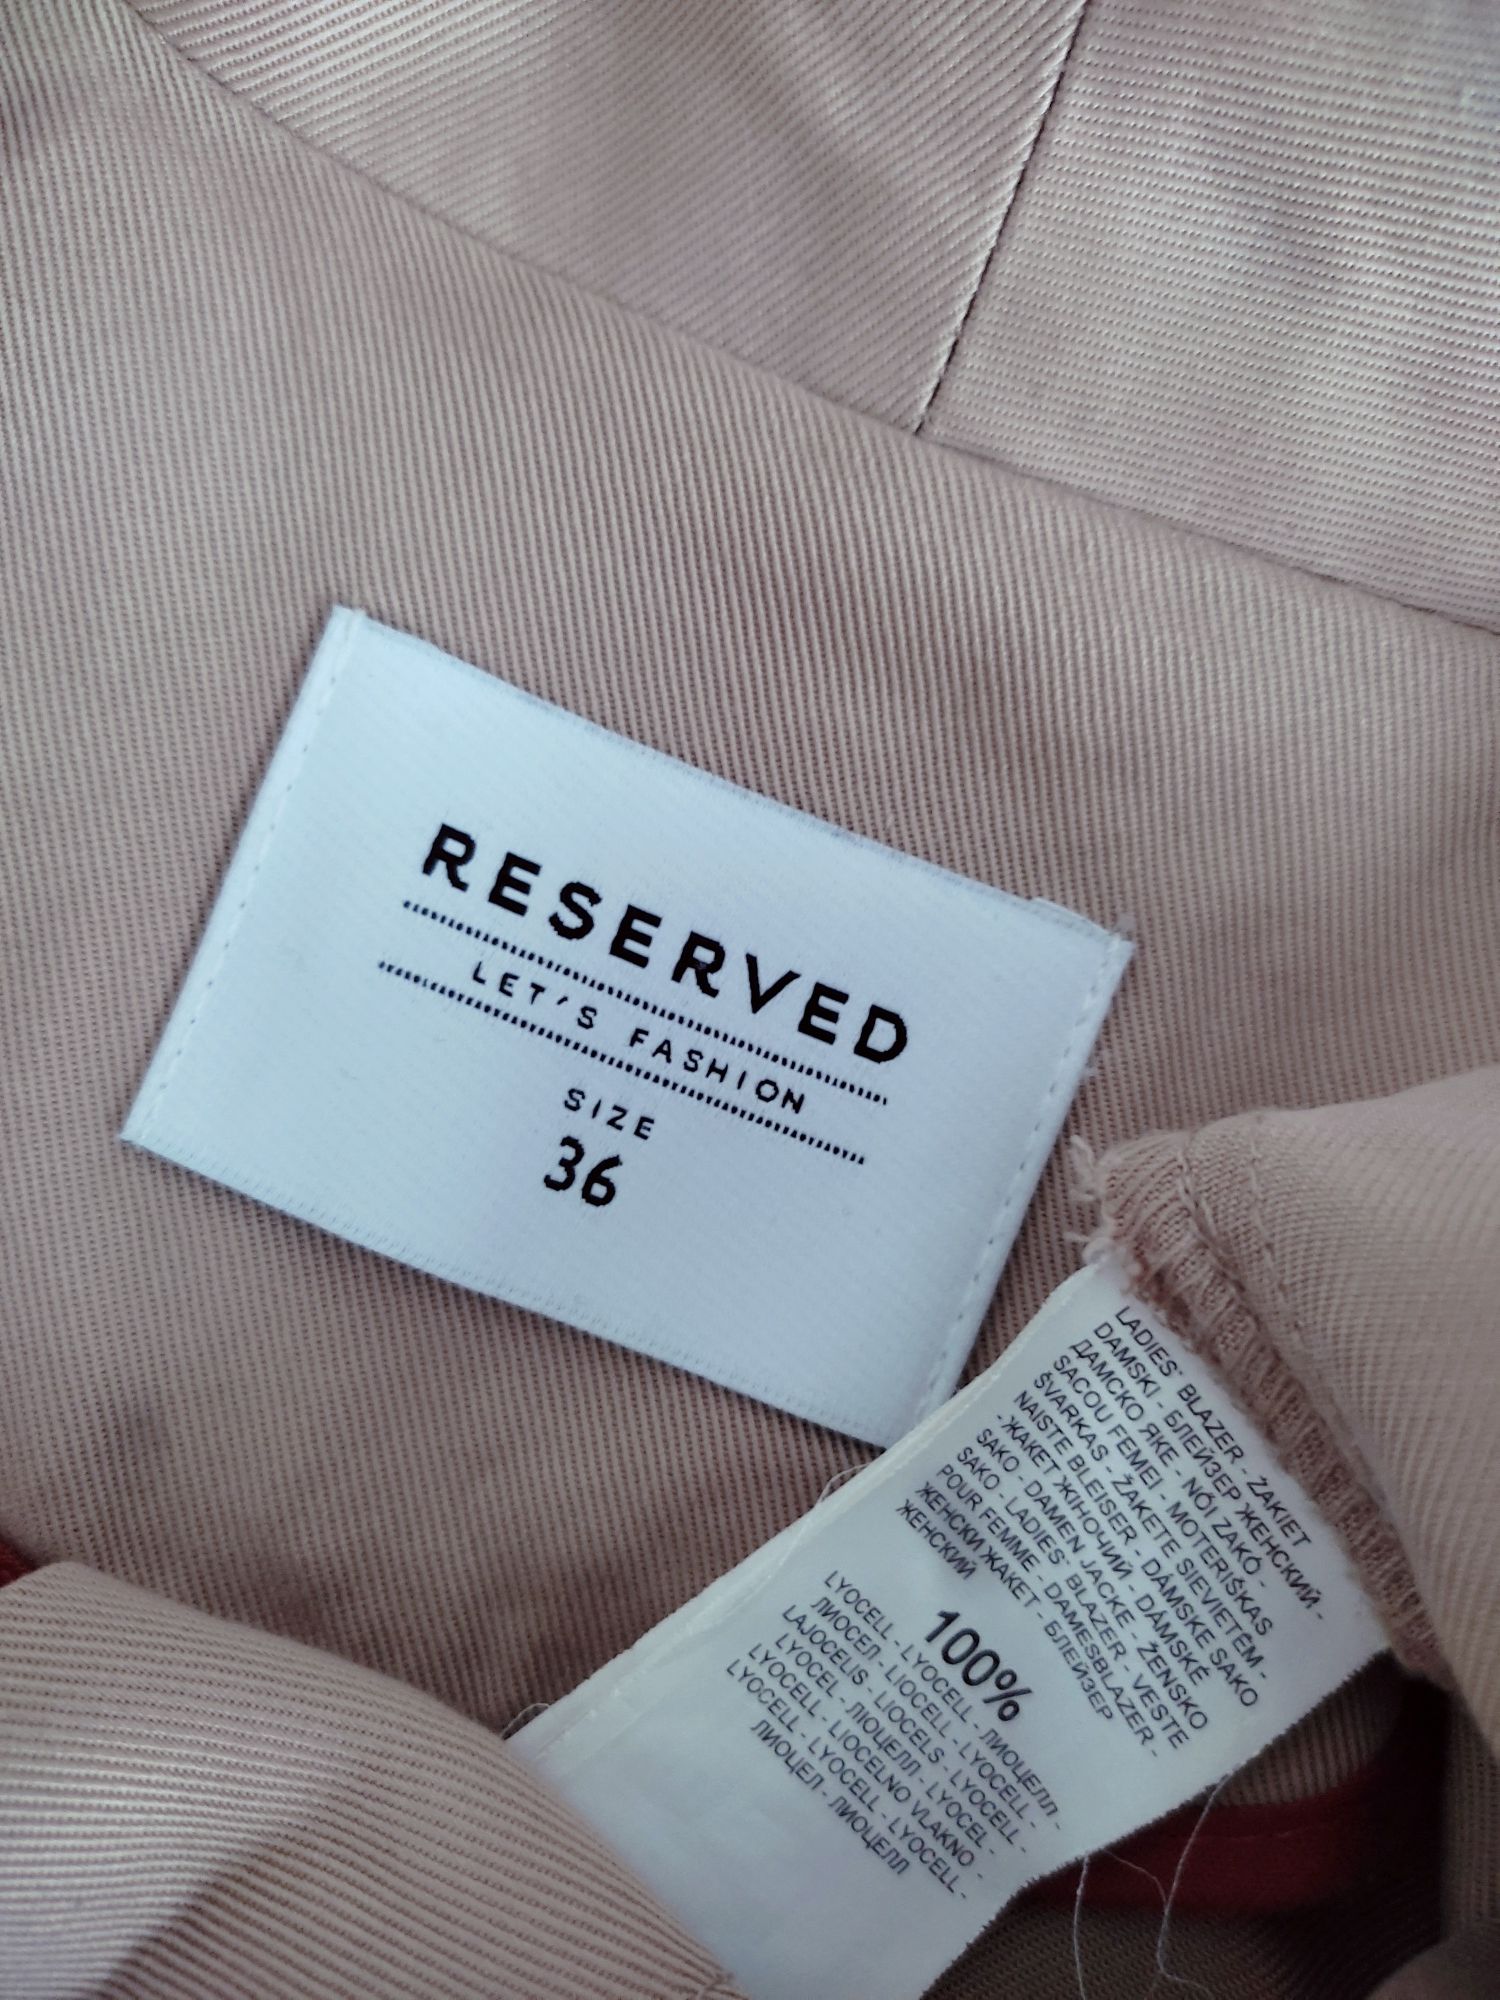 RESERVED
LET'S FASHION
SIZE
36
LADIES' BLAZER - ŻAKIET
DAMSKI - БЛЕЙЗЕР ЖЕНСКИЙ -
ДАМСКО ЯКЕ - NŐI ZAKÓ -
SACOU FEMEI - MOTERIŠKAS
ŠVARKAS - ŽAKETE SIEVIETĒM -
NAISTE BLEISER - DÁMSKE SAKO
- ЖАКЕТ ЖІНОЧИЙ - DÁMSKÉ
SAKO - DAMEN JACKE - ŽENSKO
SAKO - LADIES' BLAZER - VESTE
POUR FEMME - DAMESBLAZER -
ЖЕНСКИ ЖАКЕТ - БЛЕЙЗЕР
ЖЕНСКИЙ
100%
LYOCELL - LYOCELL - ЛИОЦЕЛЛ -
ЛИОСЕЛ - LIOCELL - LYOCELL -
LAJOCELIS - LIOCELS - LYOCELL -
LYOCEL - ЛІОЦЕЛЛ - LYOCEL -
LYOCELL - LIOCELNO VLAKNO -
LYOCELL - LYOCELL - LYOCELL -
ЛИОЦЕЛ - ЛИОЦЕЛЛ